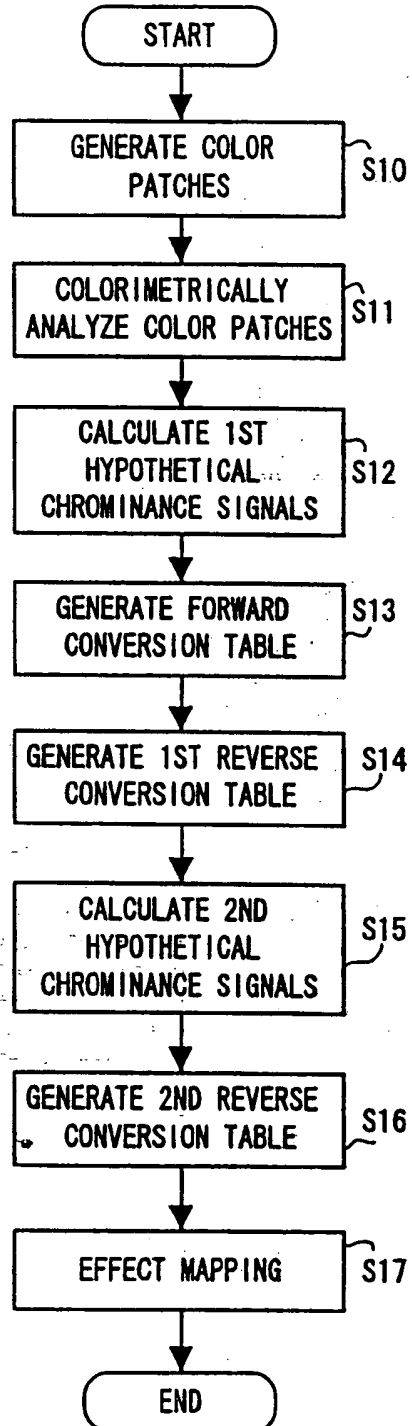 START
GENERATE COLOR
PATCHES
S10
COLORIMETRICALLY
ANALYZE COLOR PATCHES
S11
CALCULATE 1ST
HYPOTHETICAL
CHROMINANCE SIGNALS
S12
GENERATE FORWARD
CONVERSION TABLE
S13
GENERATE 1ST REVERSE
CONVERSION TABLE
S14
CALCULATE 2ND
HYPOTHETICAL
CHROMINANCE SIGNALS
S15
GENERATE 2ND REVERSE
CONVERSION TABLE
S16
EFFECT MAPPING
S17
END